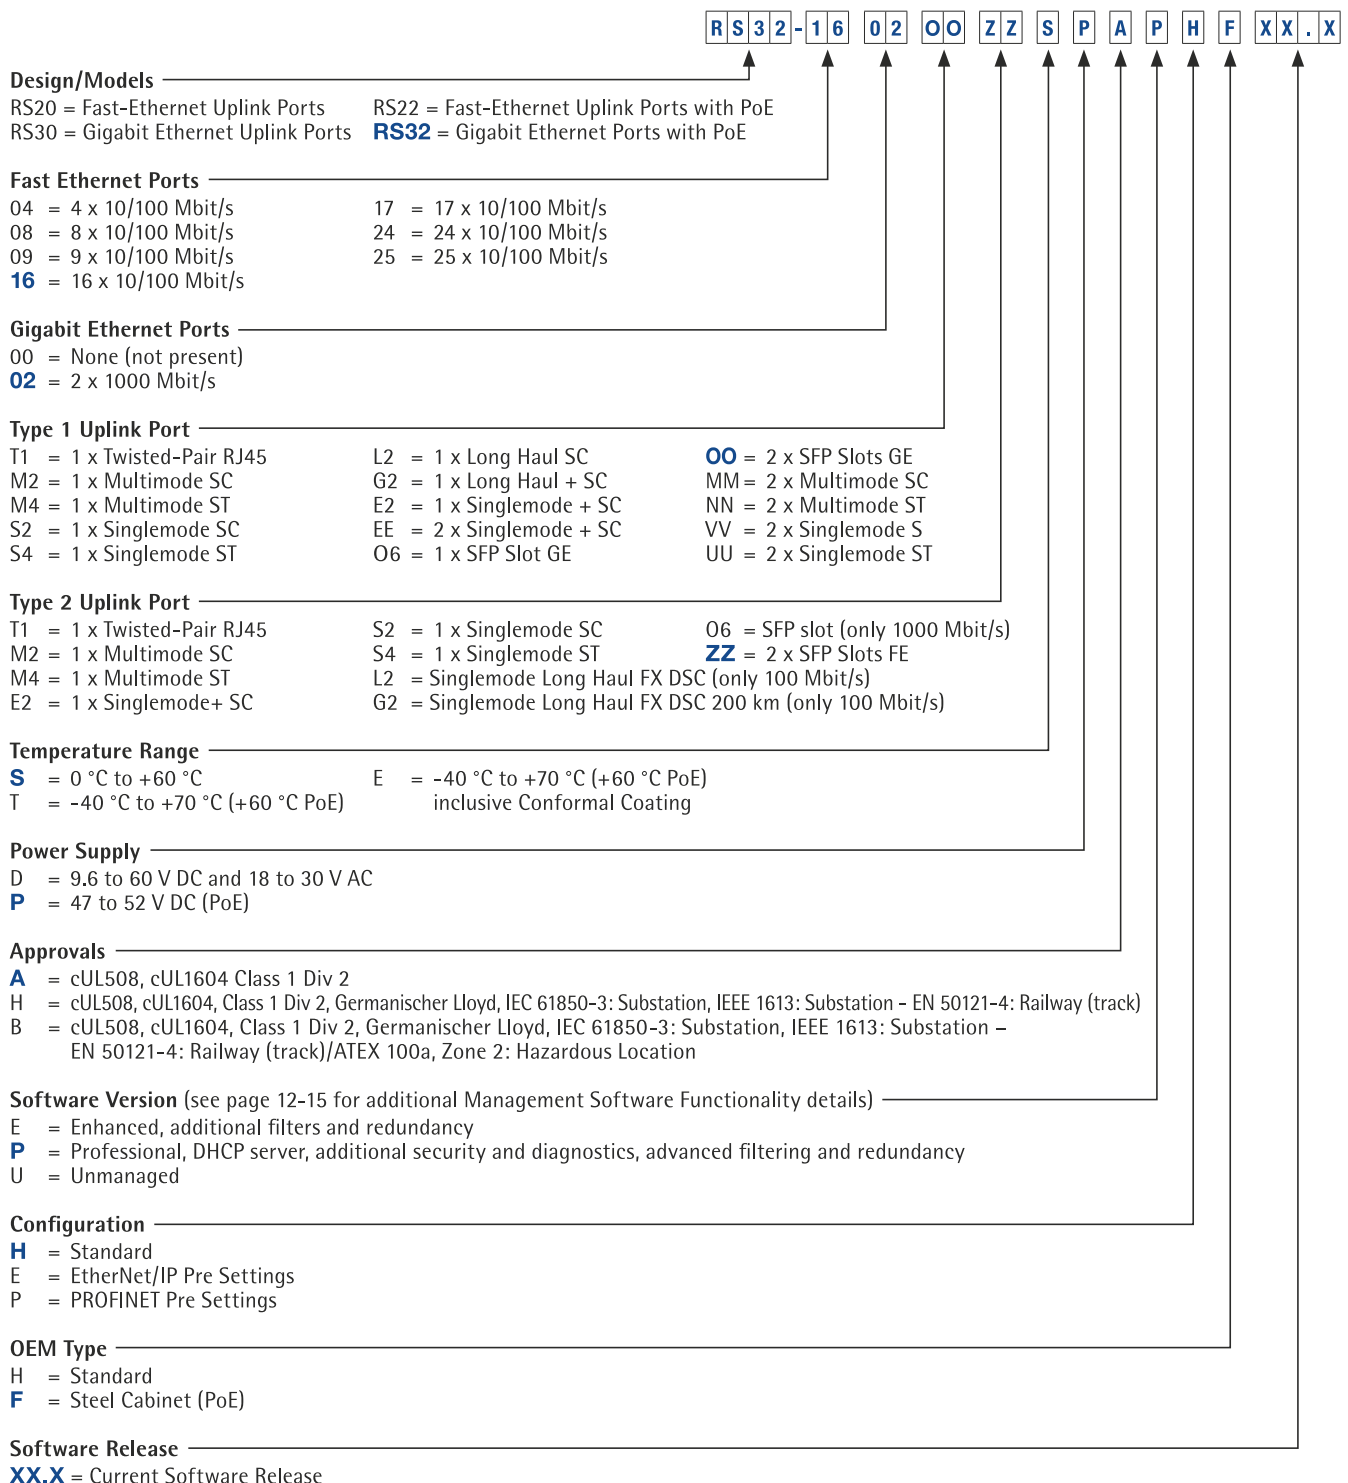 RS32-16 02 OO ZZ S P A P H F XX.X
Design/Models
RS20 = Fast-Ethernet Uplink Ports RS22 = Fast-Ethernet Uplink Ports with PoE
RS30 = Gigabit Ethernet Uplink Ports RS32 = Gigabit Ethernet Ports with PoE
Fast Ethernet Ports
04 = 4 x 10/100 Mbit/s 17 = 17 x 10/100 Mbit/s
08 = 8 x 10/100 Mbit/s 24 = 24 x 10/100 Mbit/s
09 = 9 x 10/100 Mbit/s 25 = 25 x 10/100 Mbit/s
16 = 16 x 10/100 Mbit/s
Gigabit Ethernet Ports
00 = None (not present)
02 = 2 x 1000 Mbit/s
Type 1 Uplink Port
T1 = 1 x Twisted-Pair RJ45 L2 = 1 x Long Haul SC OO = 2 x SFP Slots GE
M2 = 1 x Multimode SC G2 = 1 x Long Haul + SC MM = 2 x Multimode SC
M4 = 1 x Multimode ST E2 = 1 x Singlemode + SC NN = 2 x Multimode ST
S2 = 1 x Singlemode SC EE = 2 x Singlemode + SC VV = 2 x Singlemode S
S4 = 1 x Singlemode ST O6 = 1 x SFP Slot GE UU = 2 x Singlemode ST
Type 2 Uplink Port
T1 = 1 x Twisted-Pair RJ45 S2 = 1 x Singlemode SC O6 = SFP slot (only 1000 Mbit/s)
M2 = 1 x Multimode SC S4 = 1 x Singlemode ST ZZ = 2 x SFP Slots FE
M4 = 1 x Multimode ST L2 = Singlemode Long Haul FX DSC (only 100 Mbit/s)
E2 = 1 x Singlemode+ SC G2 = Singlemode Long Haul FX DSC 200 km (only 100 Mbit/s)
Temperature Range
S = 0 °C to +60 °C E = -40 °C to +70 °C (+60 °C PoE)
T = -40 °C to +70 °C (+60 °C PoE) inclusive Conformal Coating
Power Supply
D = 9.6 to 60 V DC and 18 to 30 V AC
P = 47 to 52 V DC (PoE)
Approvals
A = cUL508, cUL1604 Class 1 Div 2
H = cUL508, cUL1604, Class 1 Div 2, Germanischer Lloyd, IEC 61850-3: Substation, IEEE 1613: Substation - EN 50121-4: Railway (track)
B = cUL508, cUL1604, Class 1 Div 2, Germanischer Lloyd, IEC 61850-3: Substation, IEEE 1613: Substation –
EN 50121-4: Railway (track)/ATEX 100a, Zone 2: Hazardous Location
Software Version (see page 12-15 for additional Management Software Functionality details)
E = Enhanced, additional filters and redundancy
P = Professional, DHCP server, additional security and diagnostics, advanced filtering and redundancy
U = Unmanaged
Configuration
H = Standard
E = EtherNet/IP Pre Settings
P = PROFINET Pre Settings
OEM Type
H = Standard
F = Steel Cabinet (PoE)
Software Release
XX.X = Current Software Release